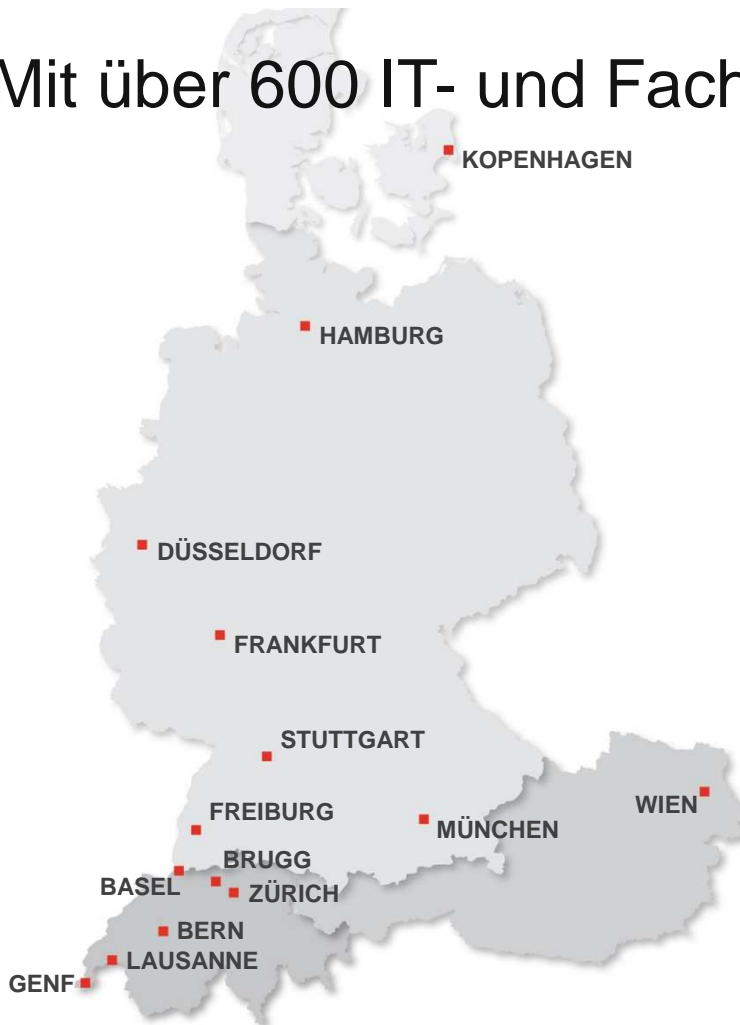 Mit über 600 IT- und Fach
KOPENHAGEN
HAMBURG
DÜSSELDORF
FRANKFURT
STUTTGART
WIEN
FREIBURG
MÜNCHEN
BRUGG
BASEL
ZÜRICH
BERN
LAUSANNE
GENF